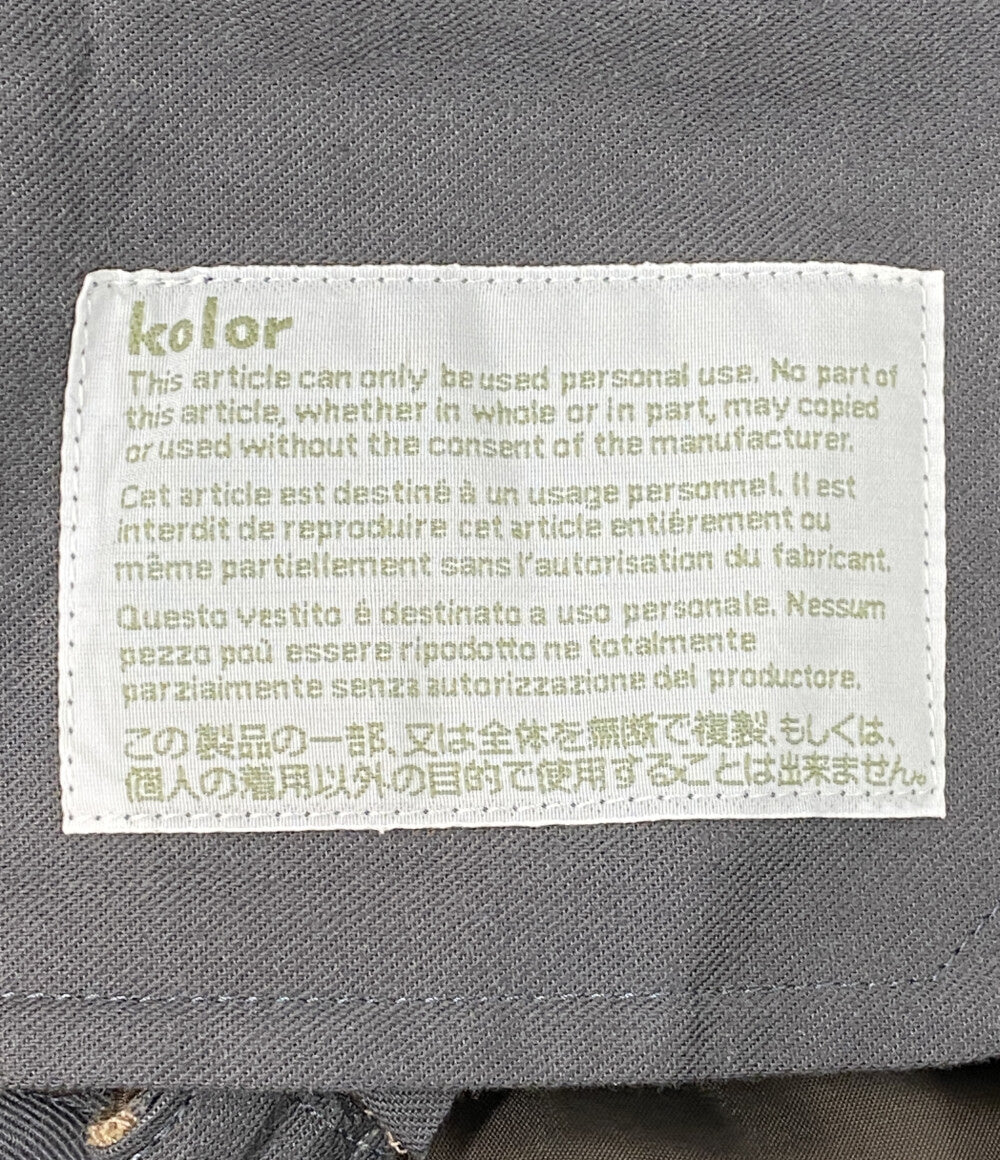 kolor
This article can only be used personal use. No part of
this article, whether in whole or in part, may copied
or used without the consent of the manufacturer.
Cet article est destiné à un usage personnel. Il est
interdit de reproduire cet article entiérement ou
même partiellement sans l'autorisation du fabricant.
Questo vestito é destinato a uso personale. Nessum
pezzo poù essere ripodotto ne totalmente
parzialmente senza autorizzazione del productore.
この製品の一部、又は全体を無断で複製、もしくは、
個人の着用以外の目的で使用することは出来ません。